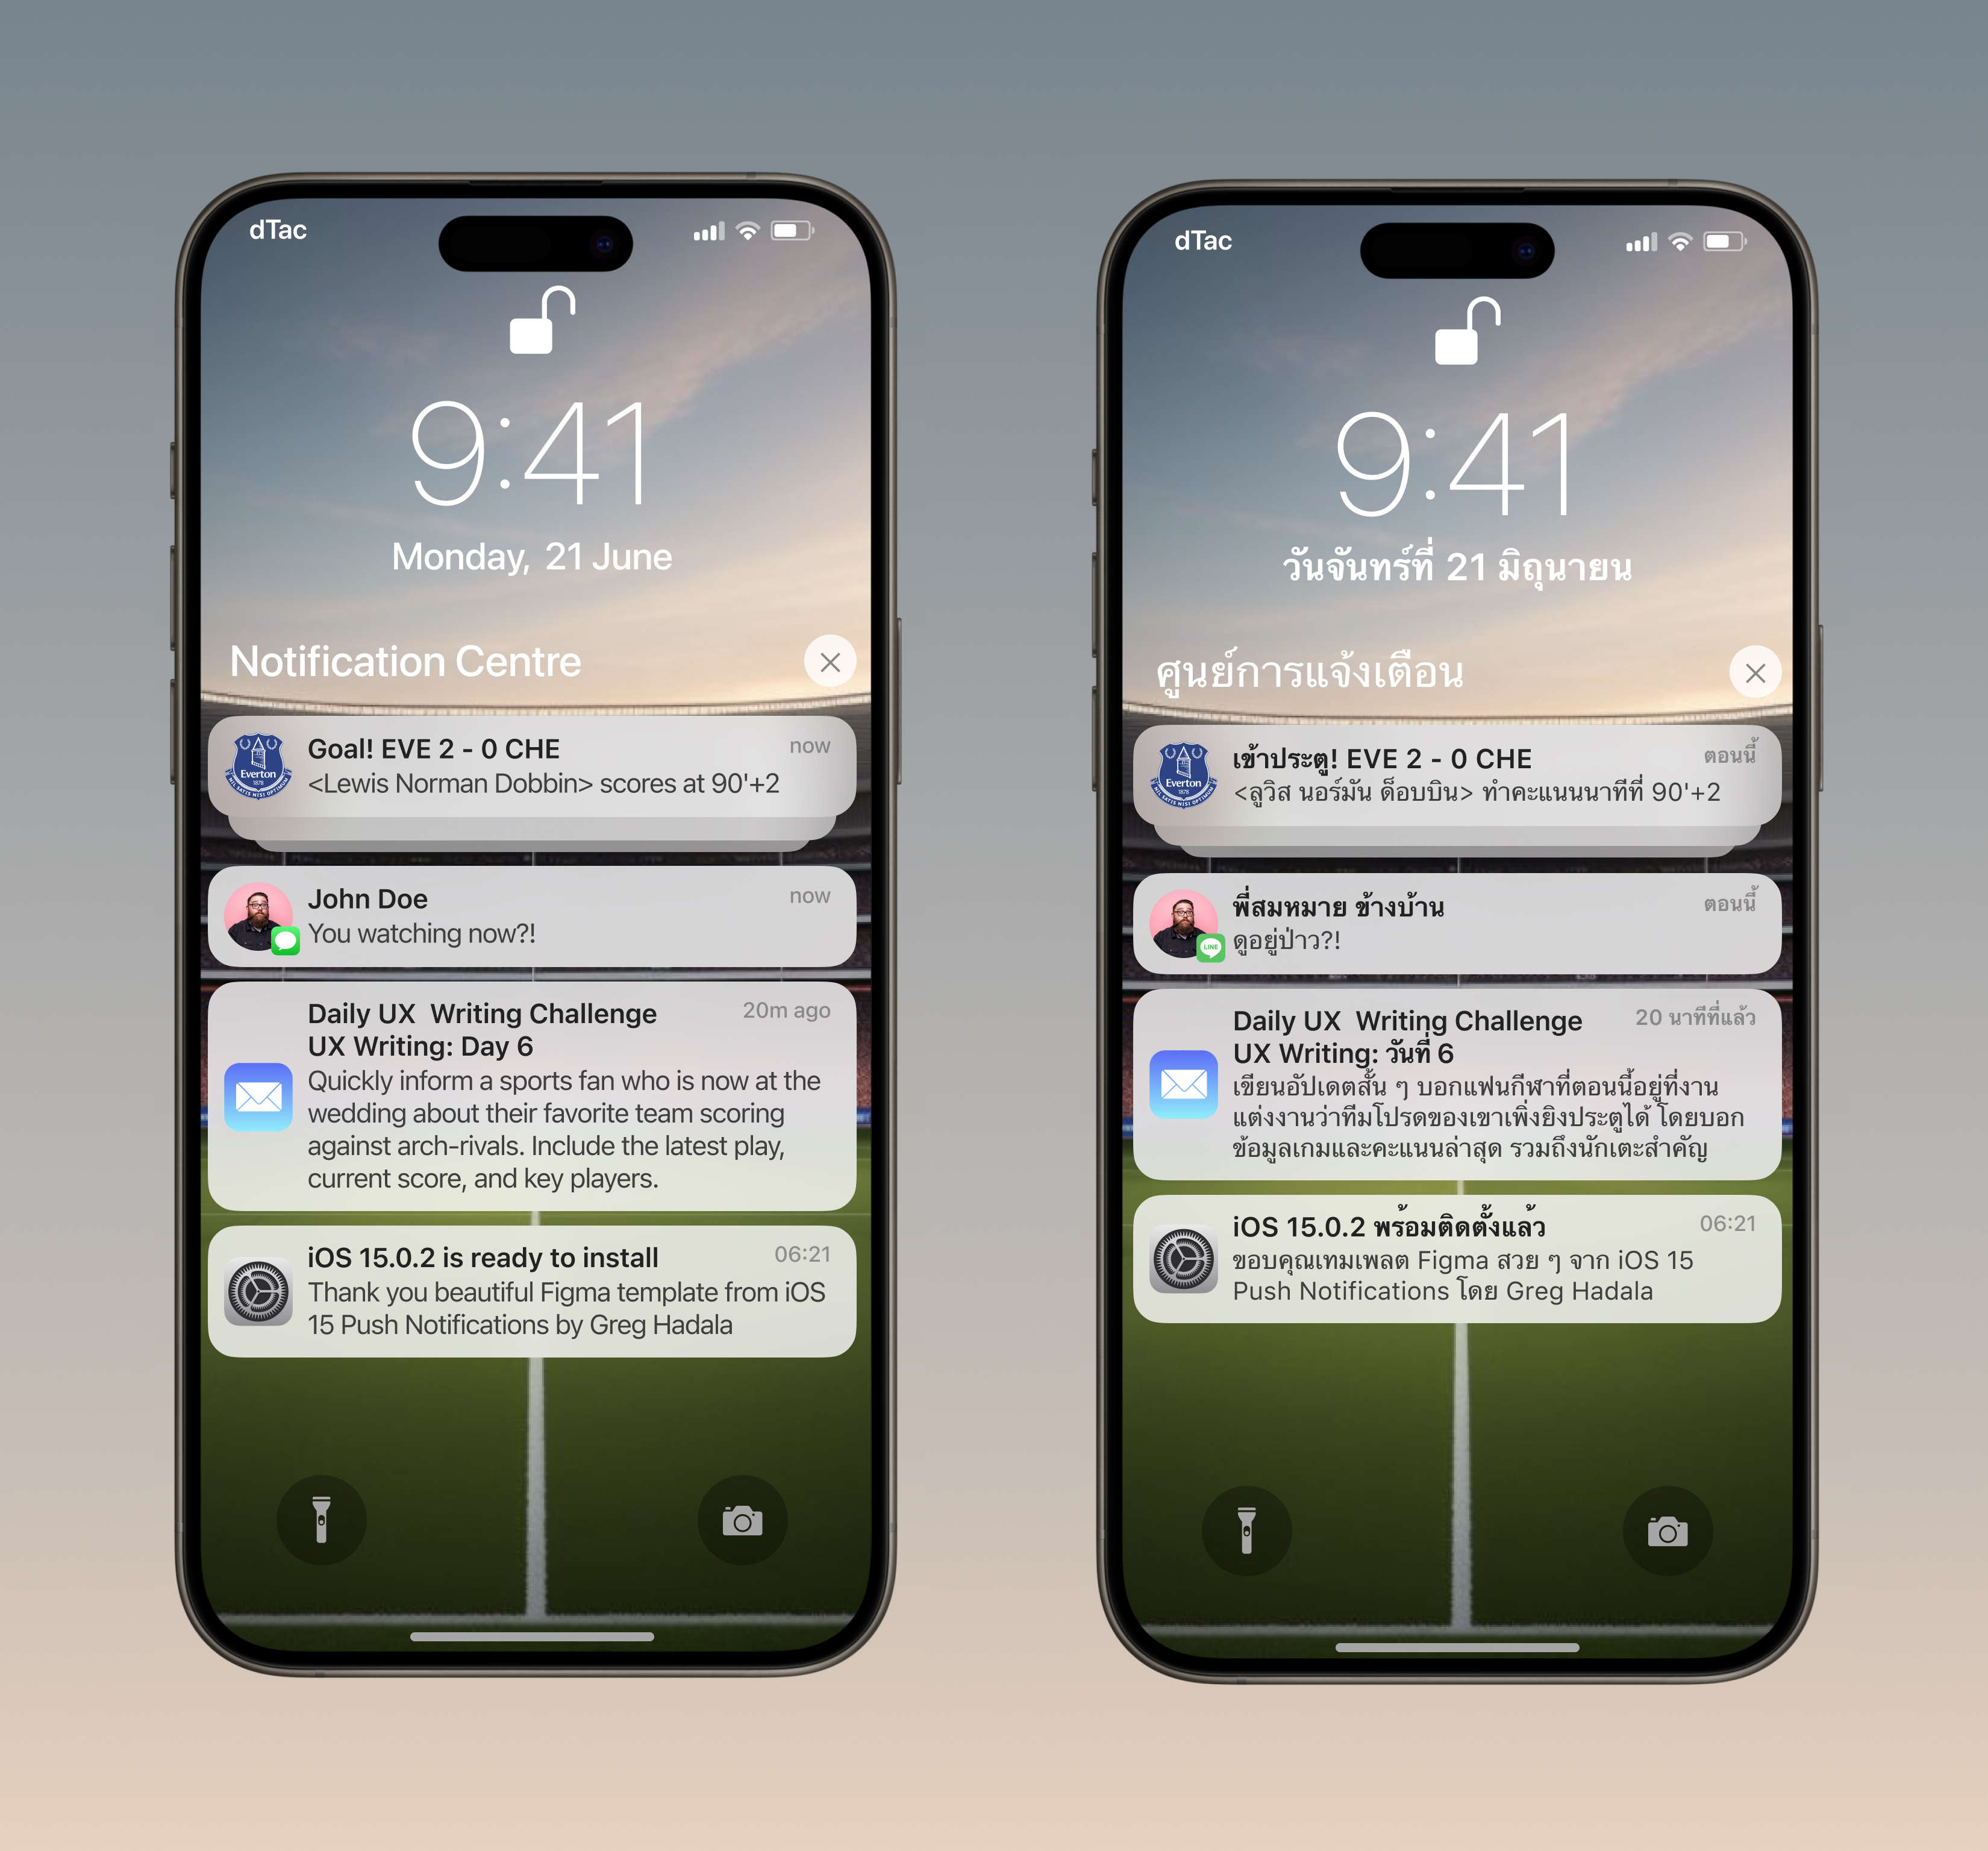 dTac
9:41
Monday, 21 June
Notification Centre
Everton
1878
NIL SATIS NISI OPTIMUM
Goal! EVE 2 - 0 CHE
now
<Lewis Norman Dobbin> scores at 90'+2
John Doe
now
You watching now?!
Daily UX  Writing Challenge
20m ago
UX Writing: Day 6
Quickly inform a sports fan who is now at the
wedding about their favorite team scoring
against arch-rivals. Include the latest play,
current score, and key players.
iOS 15.0.2 is ready to install
06:21
Thank you beautiful Figma template from iOS
15 Push Notifications by Greg Hadala
dTac
9:41
วันจันทร์ที่ 21 มิถุนายน
ศูนย์การแจ้งเตือน
Everton
1878
NIL SATIS NISI OPTIMUM
เข้าประตู! EVE 2 - 0 CHE
ตอนนี้
<ลูวิส นอร์มัน ด็อบบิน> ทำคะแนนนาทีที่ 90'+2
พี่สมหมาย ข้างบ้าน
ตอนนี้
LINE
ดูอยู่ป่าว?!
Daily UX  Writing Challenge
20 นาทีที่แล้ว
UX Writing: วันที่ 6
เขียนอัปเดตสั้น ๆ บอกแฟนกีฬาที่ตอนนี้อยู่ที่งาน
แต่งงานว่าทีมโปรดของเขาเพิ่งยิงประตูได้ โดยบอก
ข้อมูลเกมและคะแนนล่าสุด รวมถึงนักเตะสำคัญ
iOS 15.0.2 พร้อมติดตั้งแล้ว
06:21
ขอบคุณเทมเพลต Figma สวย ๆ จาก iOS 15
Push Notifications โดย Greg Hadala